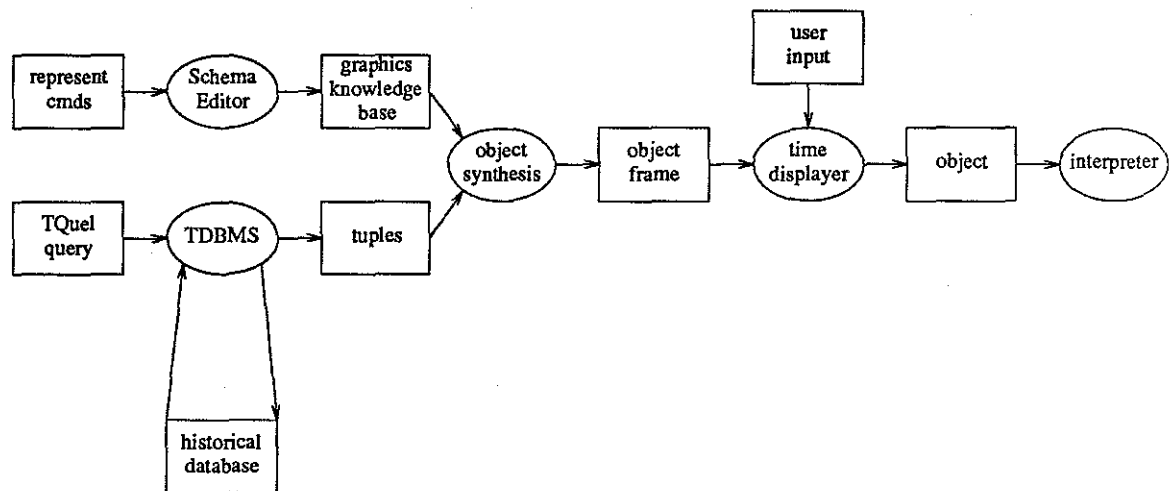 user
input
represent
cmds
Schema
Editor
graphics
knowledge
base
object
synthesis
object
frame
time
displayer
object
interpreter
TQuel
query
TDBMS
tuples
historical
database